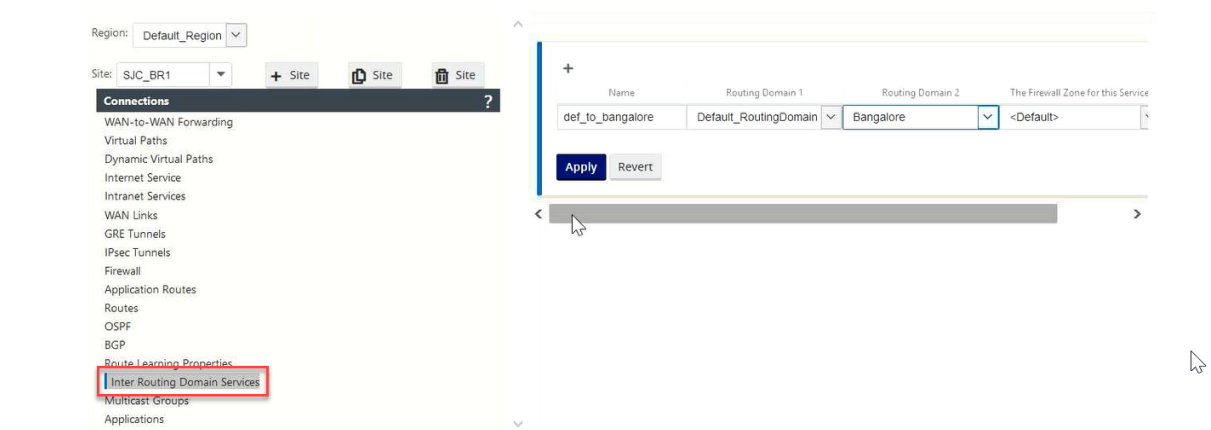 Region: Default_Region
Site: SJC_BR1 + Site Site Site
Connections ?
WAN-to-WAN Forwarding
Virtual Paths
Dynamic Virtual Paths
Internet Service
Intranet Services
WAN Links
GRE Tunnels
IPsec Tunnels
Firewall
Application Routes
Routes
OSPF
BGP
Route Learning Properties
Inter Routing Domain Services
Multicast Groups
Applications
+
Name Routing Domain 1 Routing Domain 2 The Firewall Zone for this Service
def_to_bangalore Default_RoutingDomain Bangalore <Default>
Apply Revert